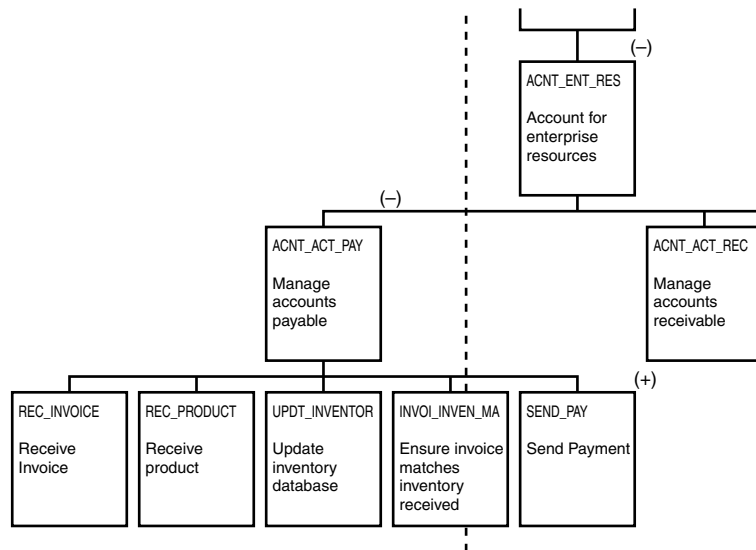 (–)
ACNT_ENT_RES
Account for
enterprise
resources
(–)
ACNT_ACT_PAY
Manage
accounts
payable
ACNT_ACT_REC
Manage
accounts
receivable
(+)
REC_INVOICE
Receive
Invoice
REC_PRODUCT
Receive
product
UPDT_INVENTOR
Update
inventory
database
INVOI_INVEN_MA
Ensure invoice
matches
inventory
received
SEND_PAY
Send Payment